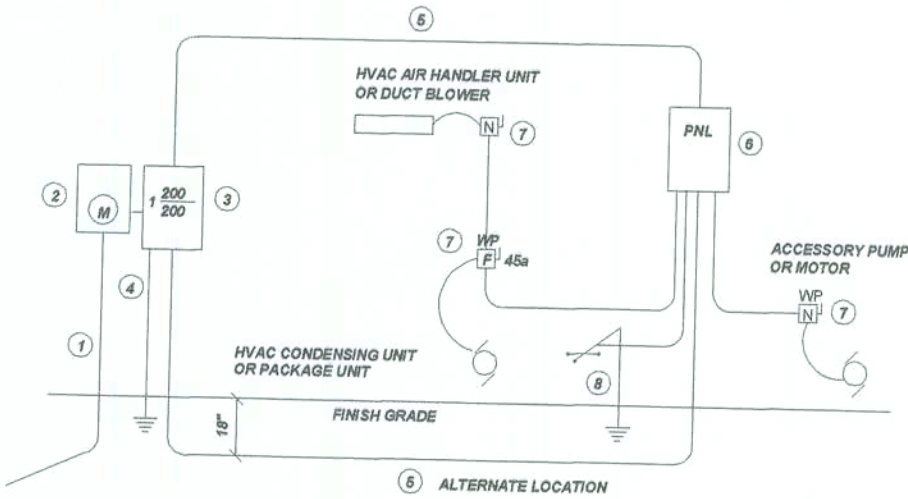 5
HVAC AIR HANDLER UNIT
OR DUCT BLOWER
N
7
PNL
6
2
M
1 200/200
3
7
WP
F
45a
4
ACCESSORY PUMP
OR MOTOR
WP
N
7
1
HVAC CONDENSING UNIT
OR PACKAGE UNIT
8
18"
FINISH GRADE
5 ALTERNATE LOCATION